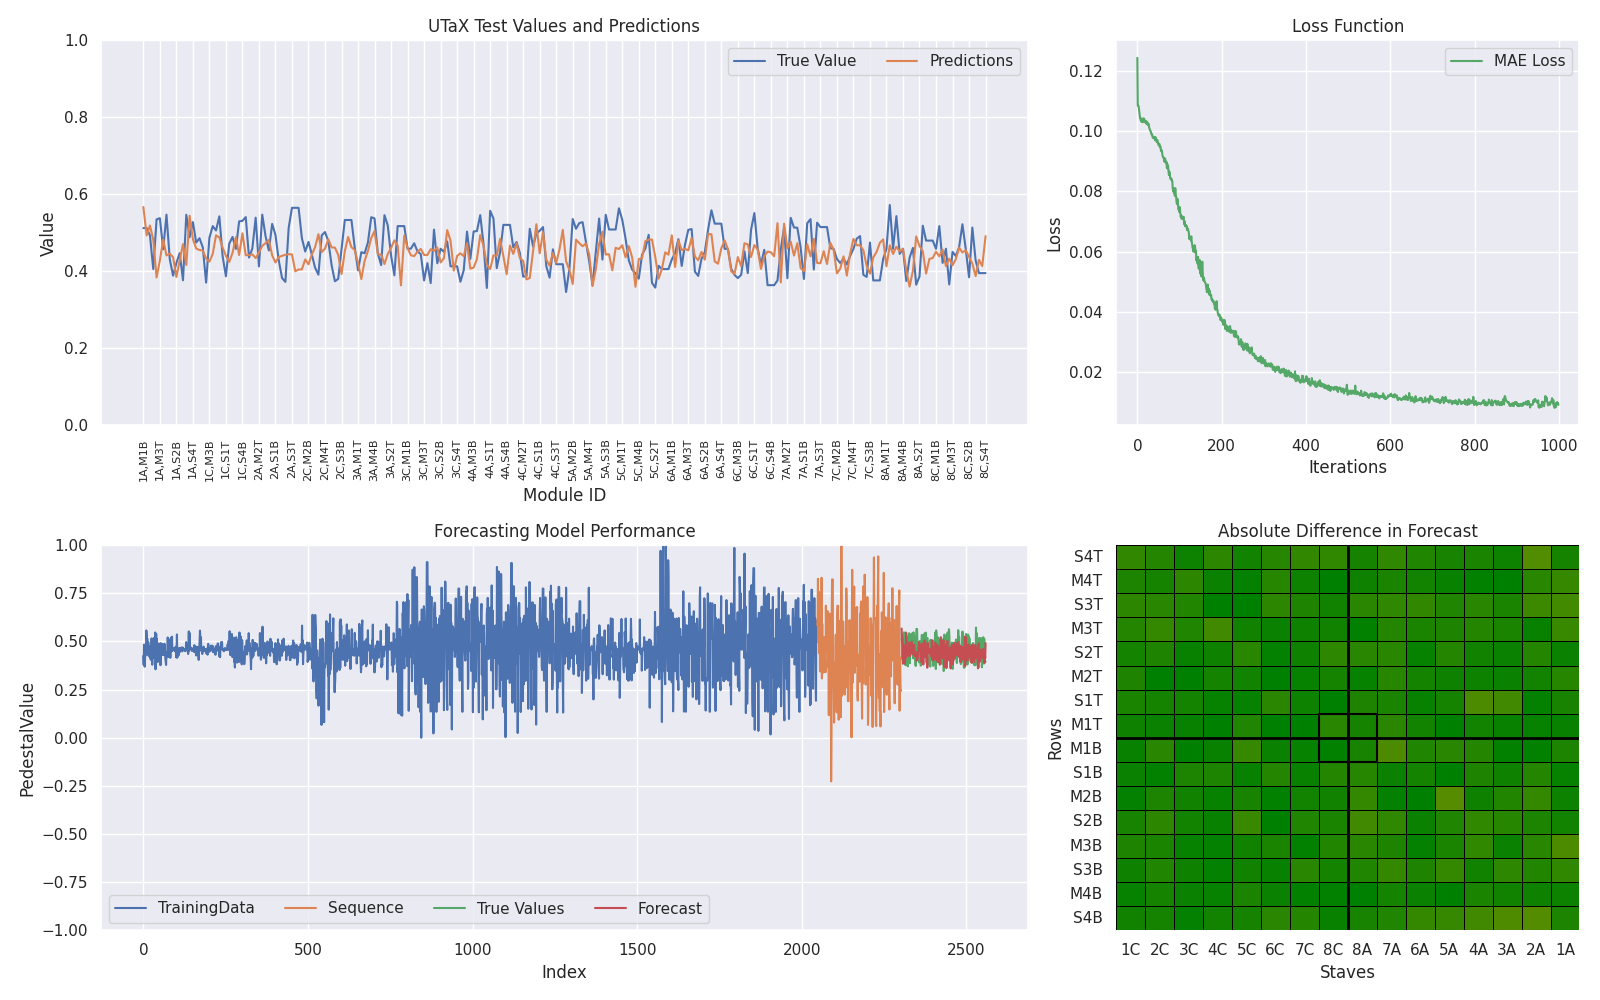 UTaX Test Values and Predictions
True Value
Predictions
Value
1.0
0.8
0.6
0.4
0.2
0.0
1A,M1B
1A,M3T
1A,S2B
1A,S4T
1C,M3B
1C,S1T
1C,S4B
2A,M2T
2A,S1B
2A,S3T
2C,M2B
2C,M4T
2C,S3B
3A,M1T
3A,M4B
3A,S2T
3C,M1B
3C,M3T
3C,S2B
3C,S4T
4A,M3B
4A,S1T
4A,S4B
4C,M2T
4C,S1B
4C,S3T
5A,M2B
5A,M4T
5A,S3B
5C,M1T
5C,M4B
5C,S2T
6A,M1B
6A,M3T
6A,S2B
6A,S4T
6C,M3B
6C,S1T
6C,S4B
7A,M2T
7A,S1B
7A,S3T
7C,M2B
7C,M4T
7C,S3B
8A,M1T
8A,M4B
8A,S2T
8C,M1B
8C,M3T
8C,S2B
8C,S4T
Module ID
Loss Function
MAE Loss
Loss
0.12
0.10
0.08
0.06
0.04
0.02
0 200 400 600 800 1000
Iterations
Forecasting Model Performance
PedestalValue
1.00
0.75
0.50
0.25
0.00
−0.25
−0.50
−0.75
−1.00
TrainingData Sequence True Values Forecast
0 500 1000 1500 2000 2500
Index
Absolute Difference in Forecast
Rows
S4T
M4T
S3T
M3T
S2T
M2T
S1T
M1T
M1B
S1B
M2B
S2B
M3B
S3B
M4B
S4B
1C 2C 3C 4C 5C 6C 7C 8C 8A 7A 6A 5A 4A 3A 2A 1A
Staves